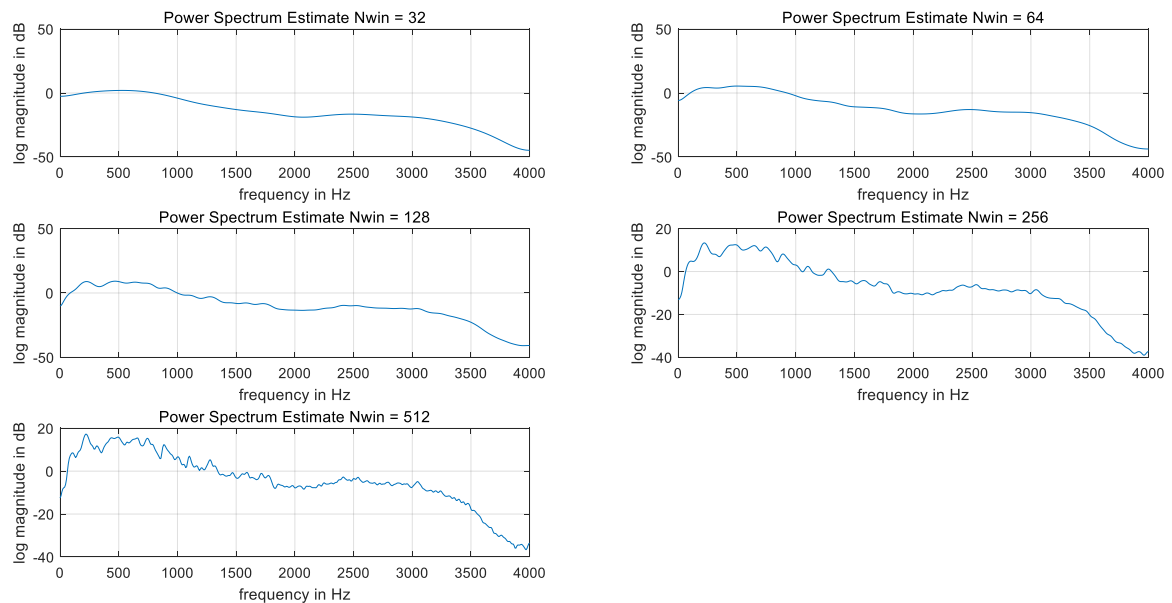 Power Spectrum Estimate Nwin = 32
log magnitude in dB
50
0
-50
0 500 1000 1500 2000 2500 3000 3500 4000
frequency in Hz
Power Spectrum Estimate Nwin = 64
log magnitude in dB
50
0
-50
0 500 1000 1500 2000 2500 3000 3500 4000
frequency in Hz
Power Spectrum Estimate Nwin = 128
log magnitude in dB
50
0
-50
0 500 1000 1500 2000 2500 3000 3500 4000
frequency in Hz
Power Spectrum Estimate Nwin = 256
log magnitude in dB
20
0
-20
-40
0 500 1000 1500 2000 2500 3000 3500 4000
frequency in Hz
Power Spectrum Estimate Nwin = 512
log magnitude in dB
20
0
-20
-40
0 500 1000 1500 2000 2500 3000 3500 4000
frequency in Hz